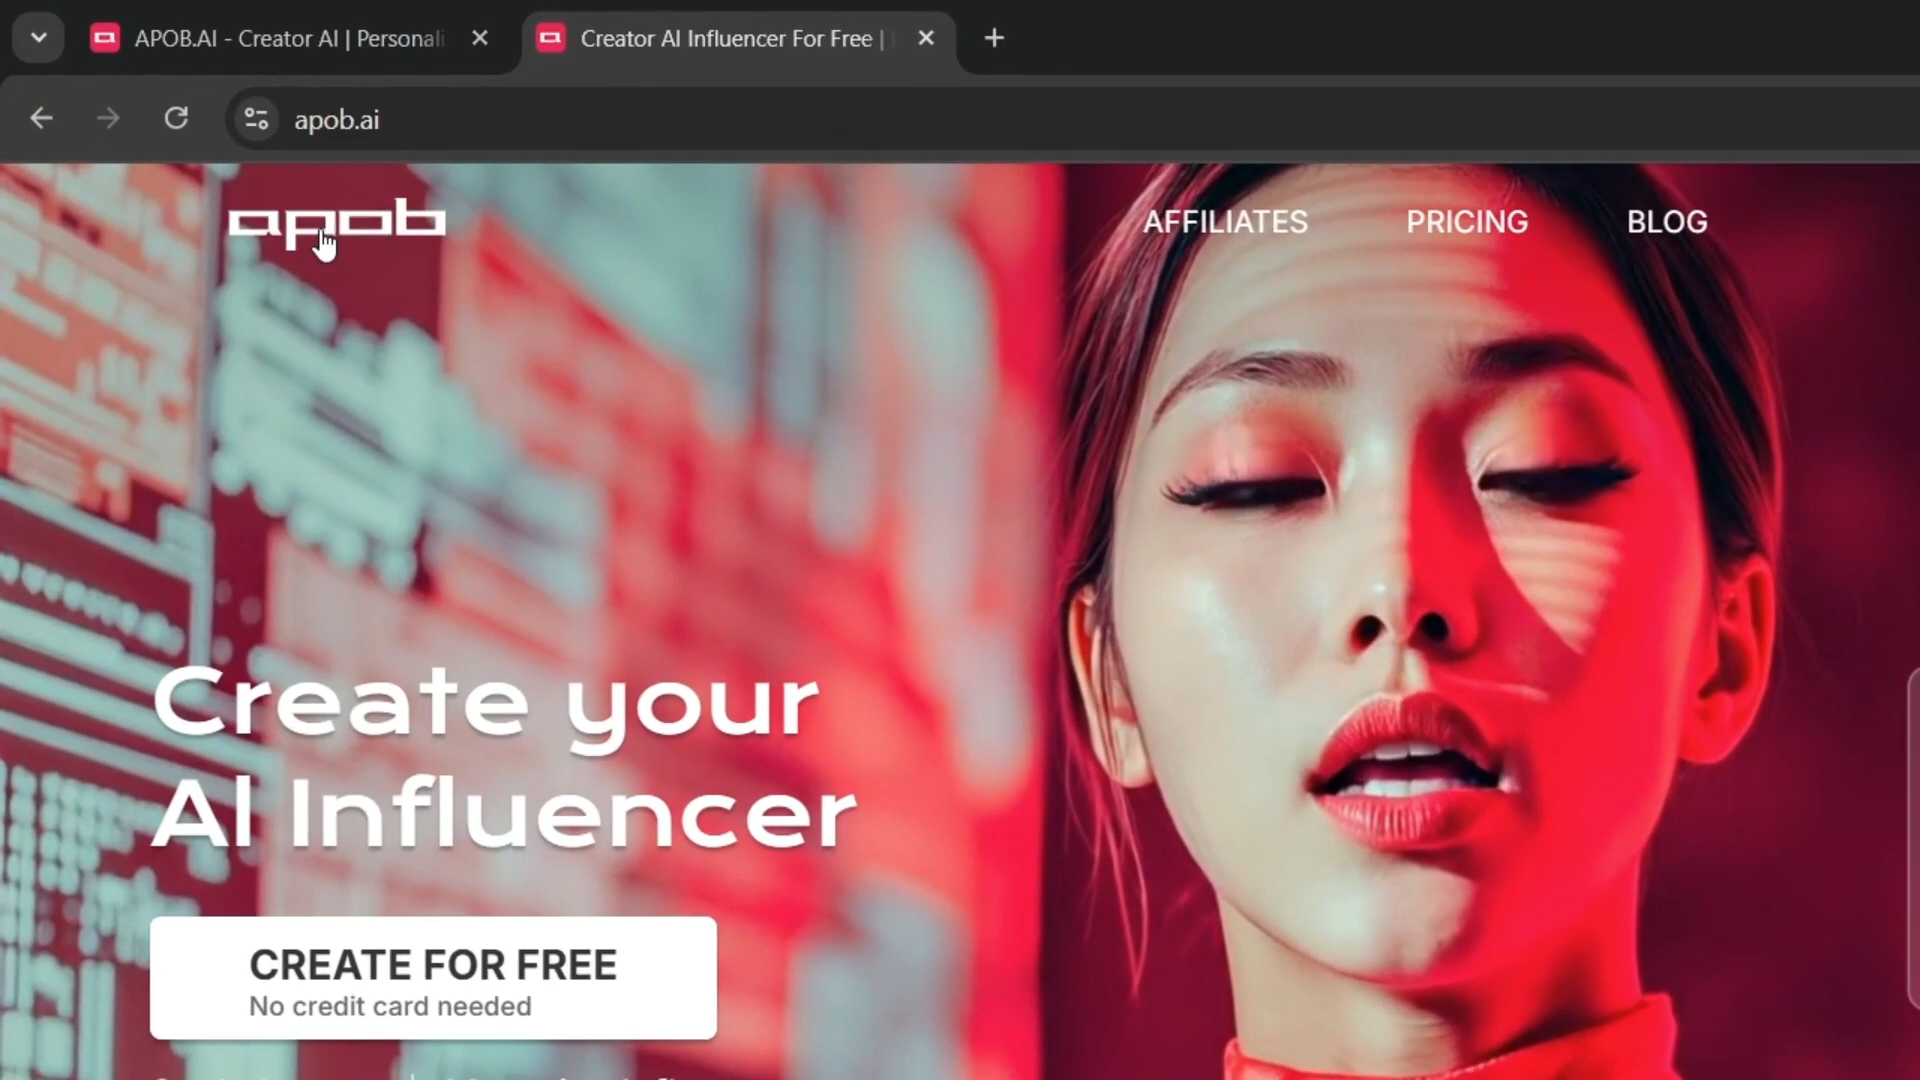 APOB.AI - Creator AI | Personali
Creator AI Influencer For Free |
apob.ai
apob
AFFILIATES
PRICING
BLOG
Create your
AI Influencer
CREATE FOR FREE
No credit card needed